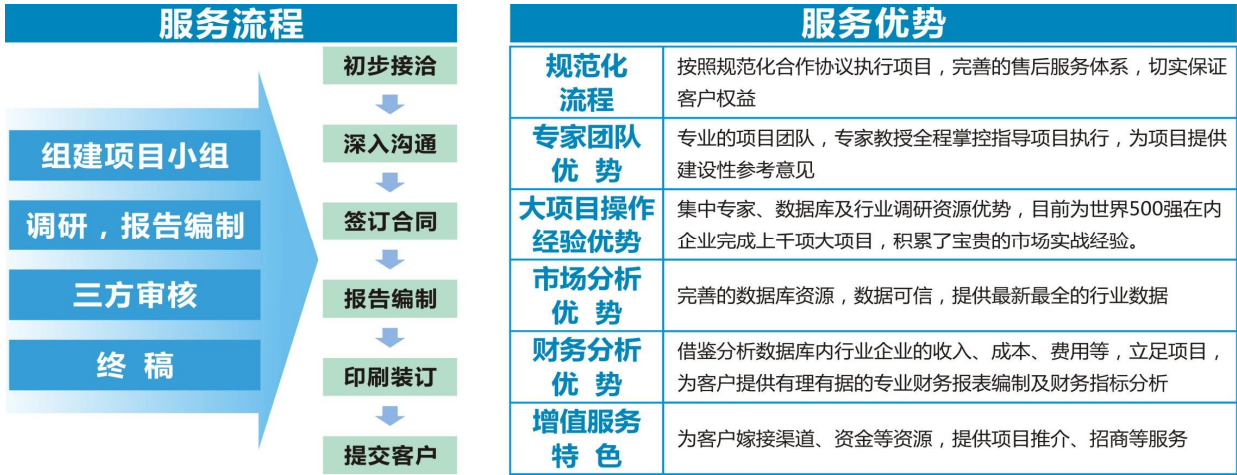 服务流程
组建项目小组
调研，报告编制
三方审核
终 稿
初步接洽
深入沟通
签订合同
报告编制
印刷装订
提交客户
服务优势
规范化
流程
按照规范化合作协议执行项目，完善的售后服务体系，切实保证
客户权益
专家团队
优 势
专业的项目团队，专家教授全程掌控指导项目执行，为项目提供
建设性参考意见
大项目操作
经验优势
集中专家、数据库及行业调研资源优势，目前为世界500强在内
企业完成上千项大项目，积累了宝贵的市场实战经验。
市场分析
优 势
完善的数据库资源，数据可信，提供最新最全的行业数据
财务分析
优 势
借鉴分析数据库内行业企业的收入、成本、费用等，立足项目，
为客户提供有理有据的专业财务报表编制及财务指标分析
增值服务
特 色
为客户嫁接渠道、资金等资源，提供项目推介、招商等服务